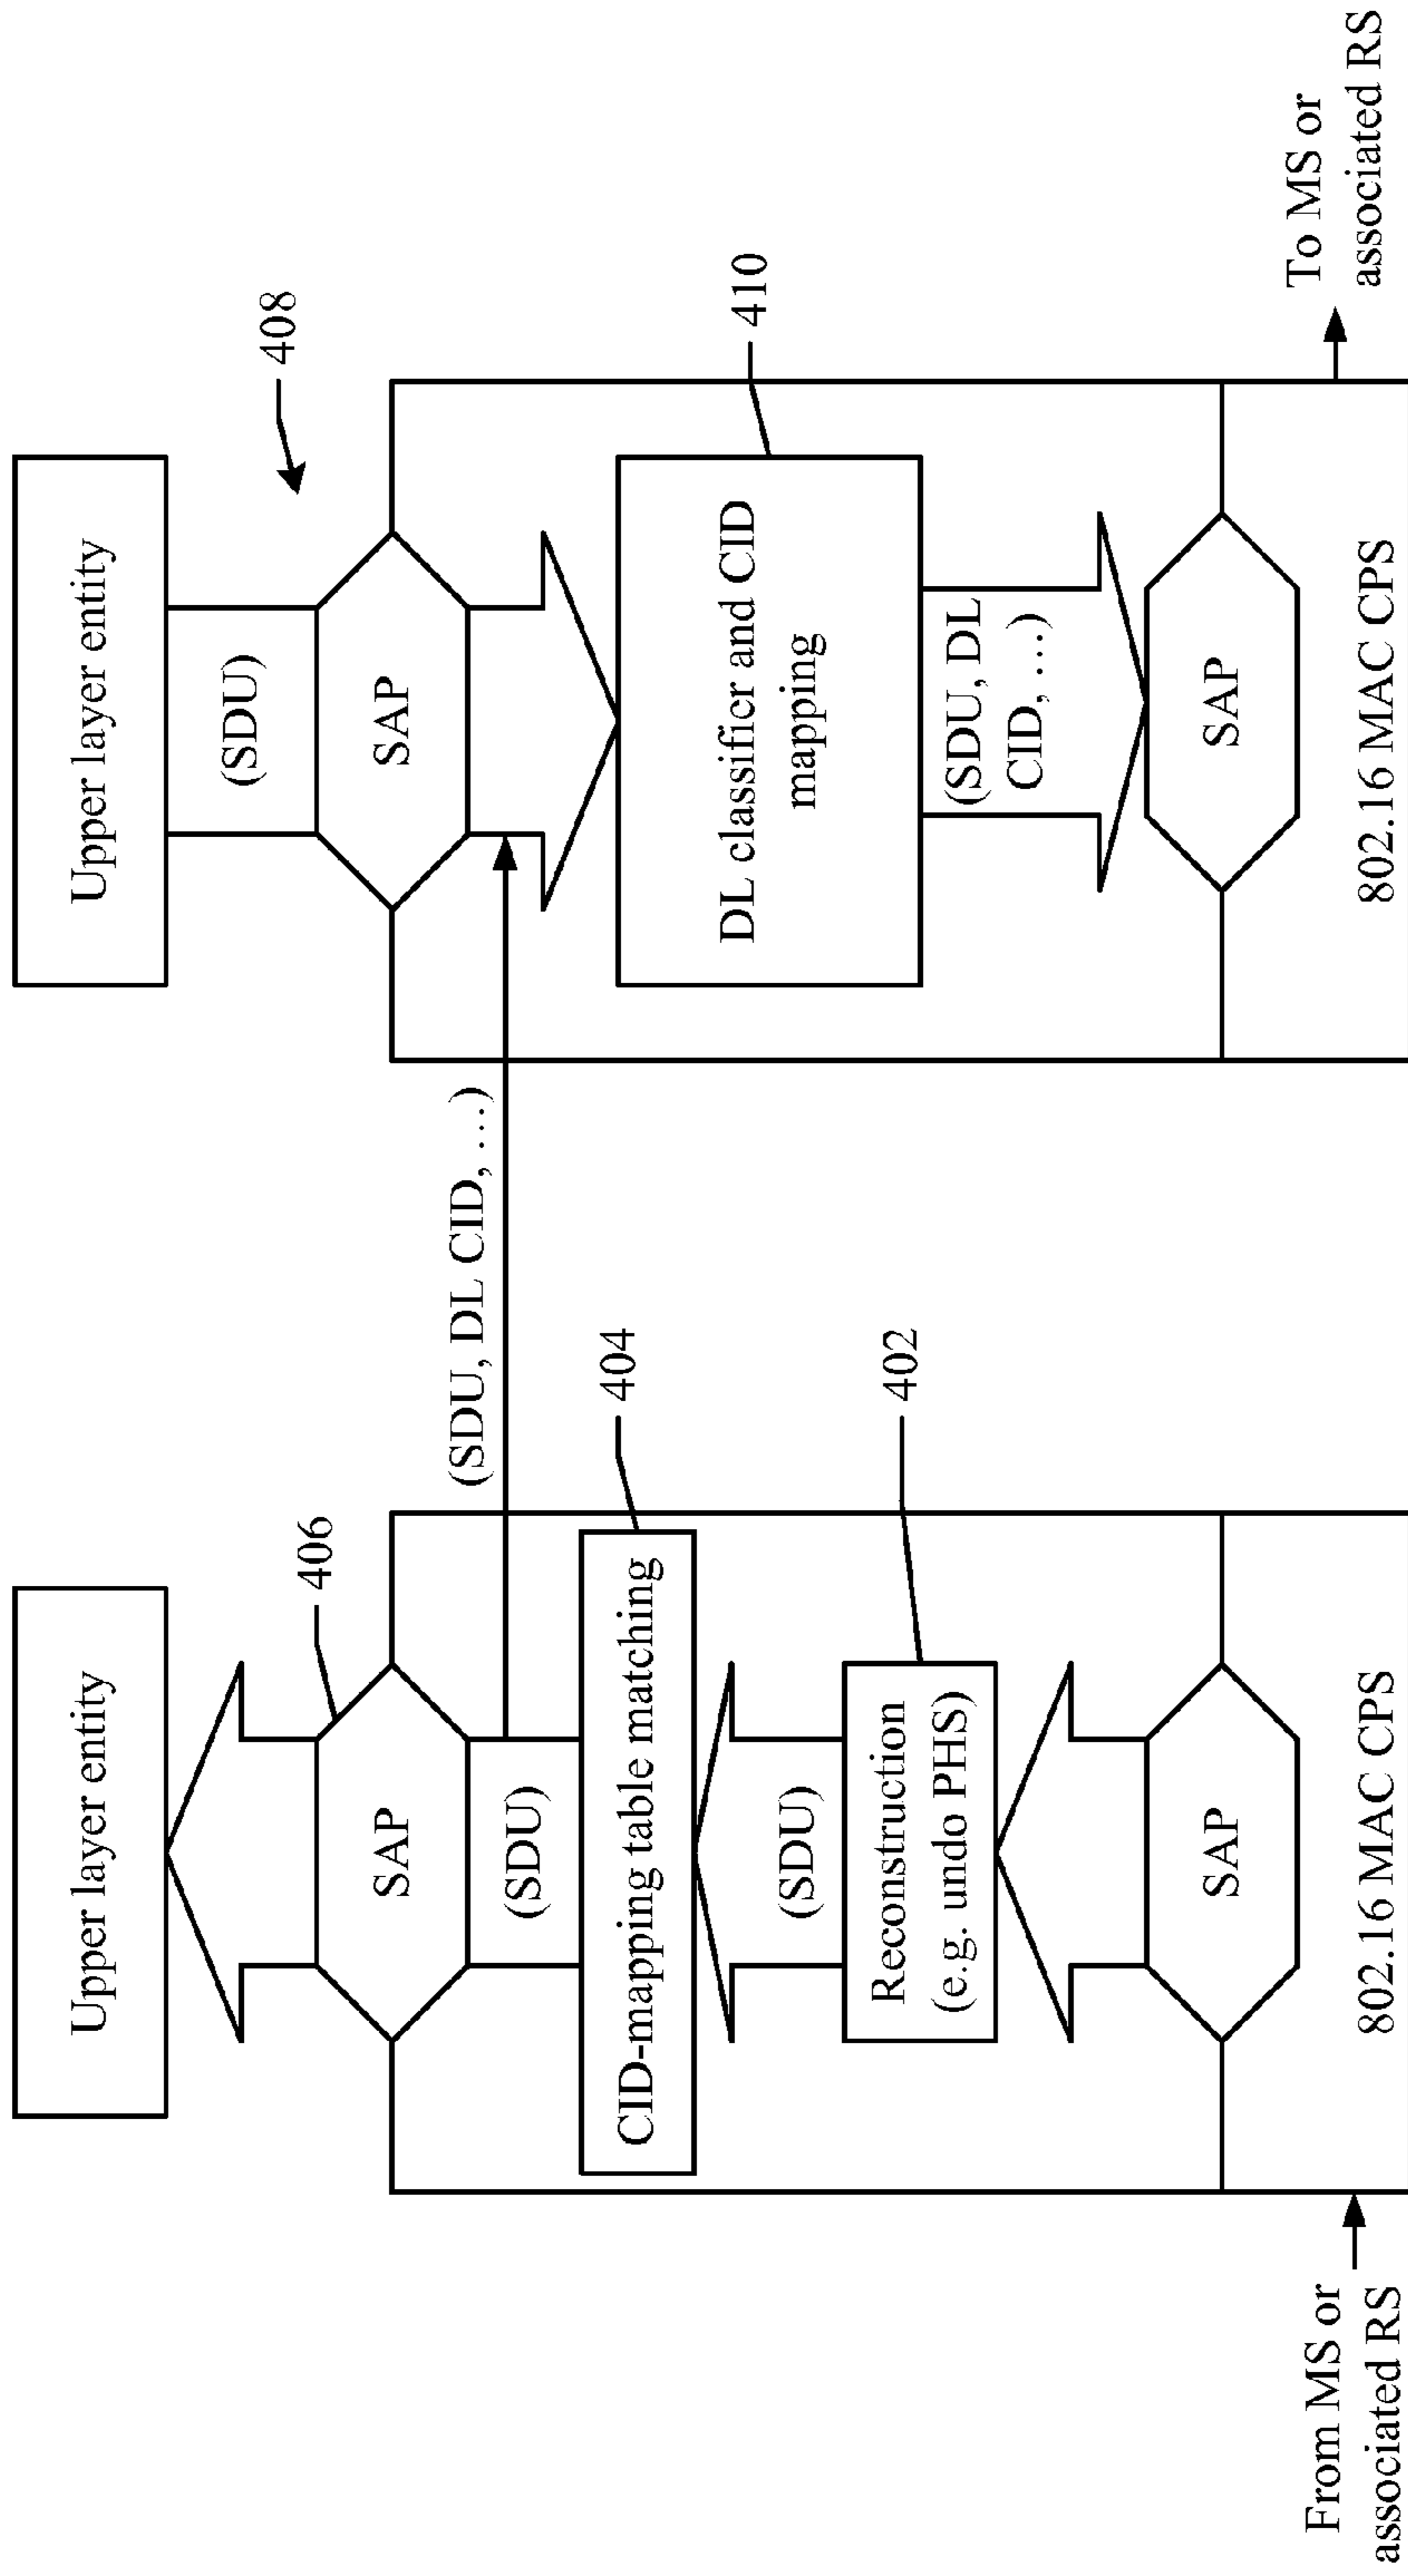 Upper layer entity
406
SAP
(SDU)
(SDU, DL CID, …)
CID-mapping table matching
404
(SDU)
Reconstruction
(e.g. undo PHS)
402
SAP
802.16 MAC CPS
From MS or
associated RS
Upper layer entity
408
(SDU)
SAP
DL classifier and CID
mapping
410
(SDU, DL
CID, …)
SAP
802.16 MAC CPS
To MS or
associated RS